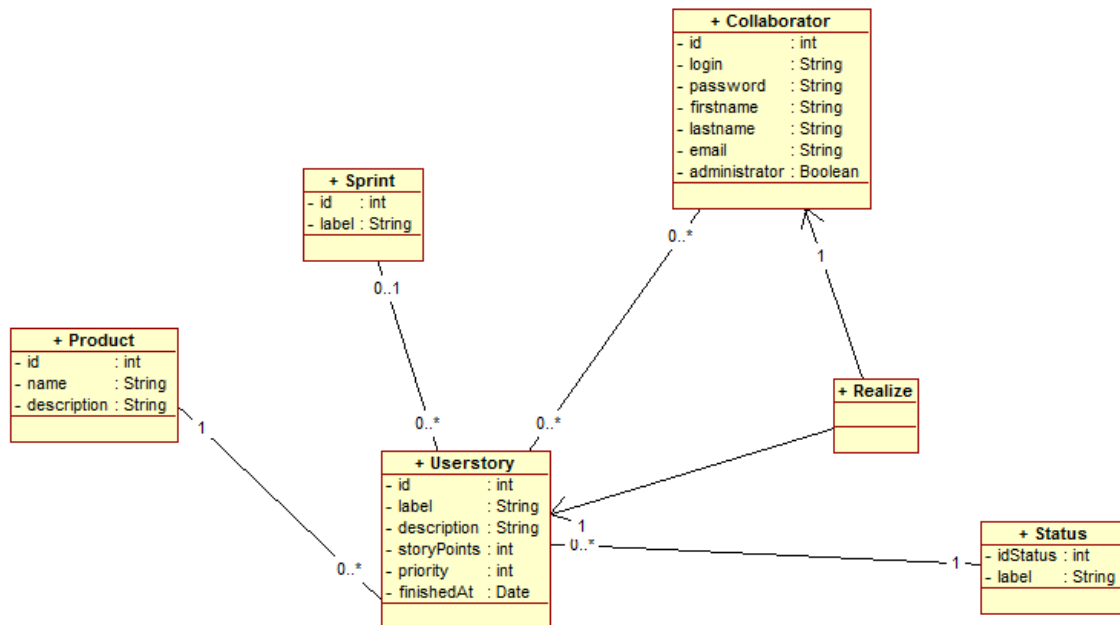 + Collaborator
- id : int
- login : String
- password : String
- firstname : String
- lastname : String
- email : String
- administrator : Boolean
+ Sprint
- id : int
- label : String
0..*
1
0..1
+ Product
- id : int
- name : String
- description : String
+ Realize
1
0..*
0..*
+ Userstory
- id : int
- label : String
- description : String
- storyPoints : int
- priority : int
- finishedAt : Date
1
0..*
+ Status
- idStatus : int
- label : String
1
0..*